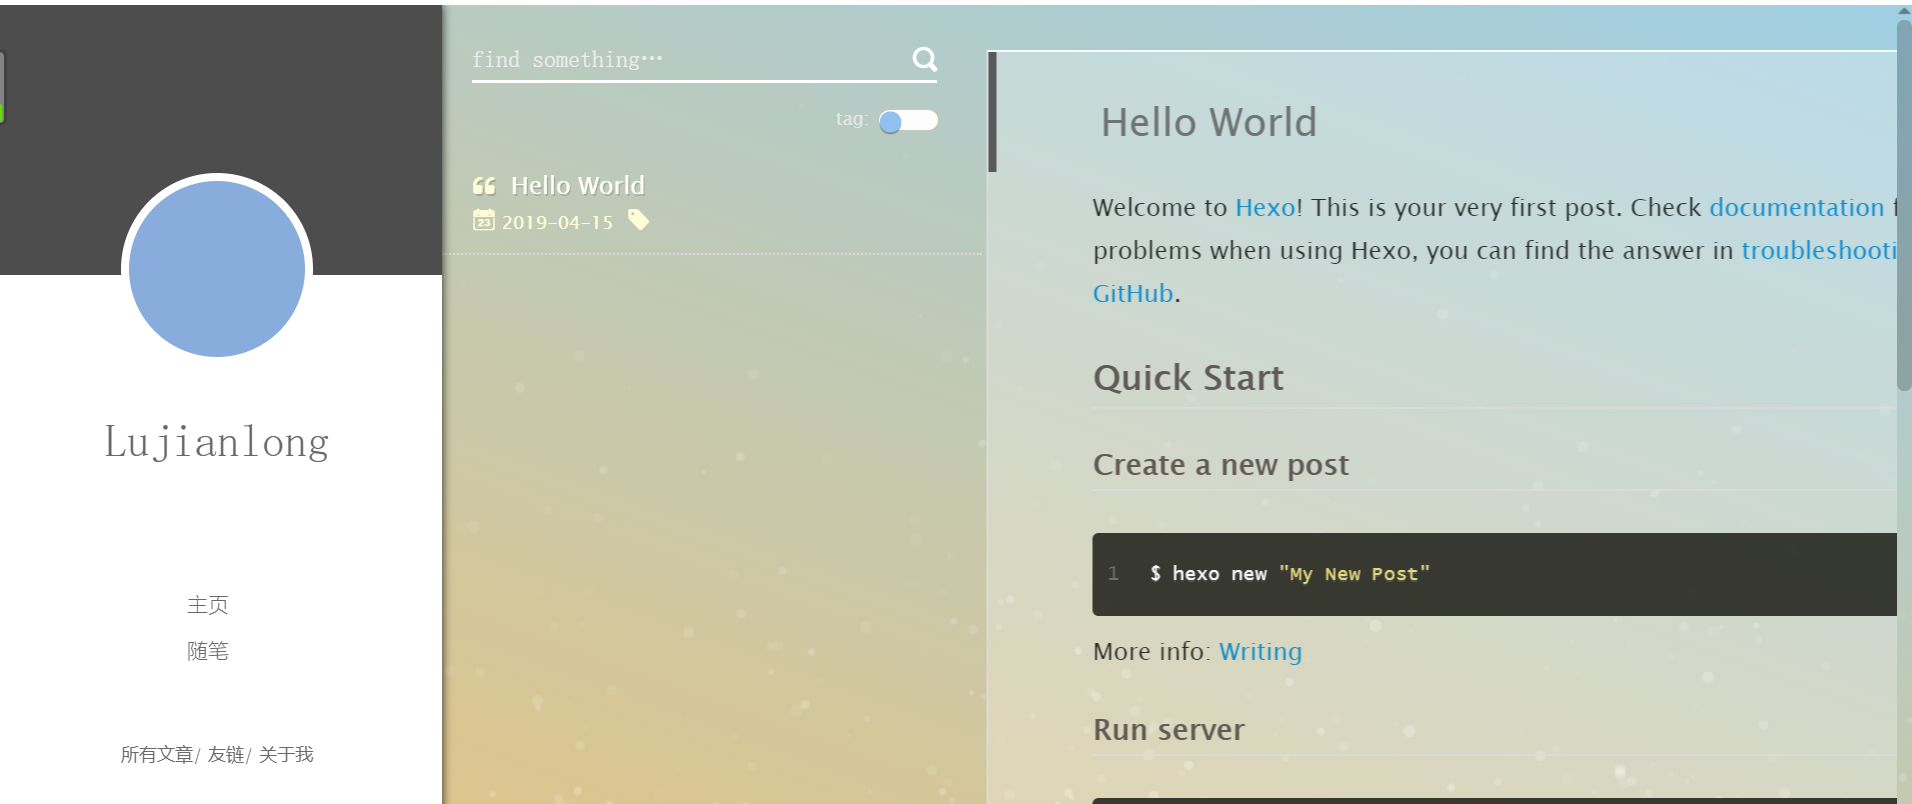 Lujianlong
主页
随笔
所有文章/ 友链/ 关于我
find something…
tag:
Hello World
23 2019-04-15
Hello World
Welcome to Hexo! This is your very first post. Check documentation
problems when using Hexo, you can find the answer in troubleshooti
GitHub.
Quick Start
Create a new post
1 $ hexo new "My New Post"
More info: Writing
Run server